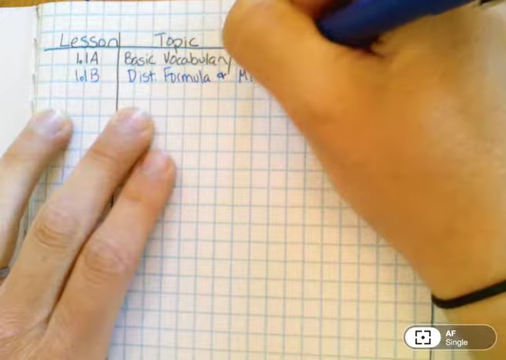 Lesson Topic
1.1A Basic Vocabulary
1.1B Dist. Formula &
AF
Single